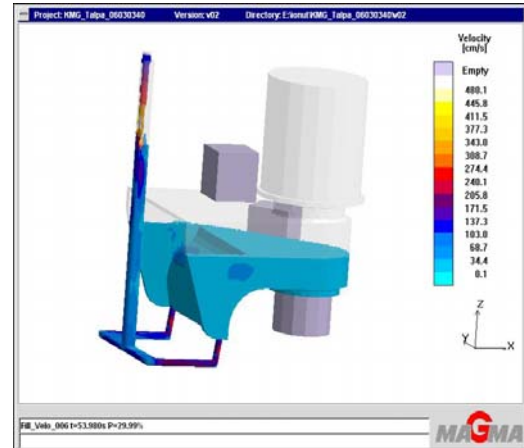 Project: KMG_Talpa_06030340 Version: v02 Directory: E:\ionut\KMG_Talpa_06030340\v02
Velocity
[cm/s]
Empty
480.1
445.8
411.5
377.3
343.0
308.7
274.4
240.1
205.8
171.5
137.3
103.0
68.7
34.4
0.1
Z
Y
X
Fill_Velo_006 t=53.980s P=29.99%
MAGMA